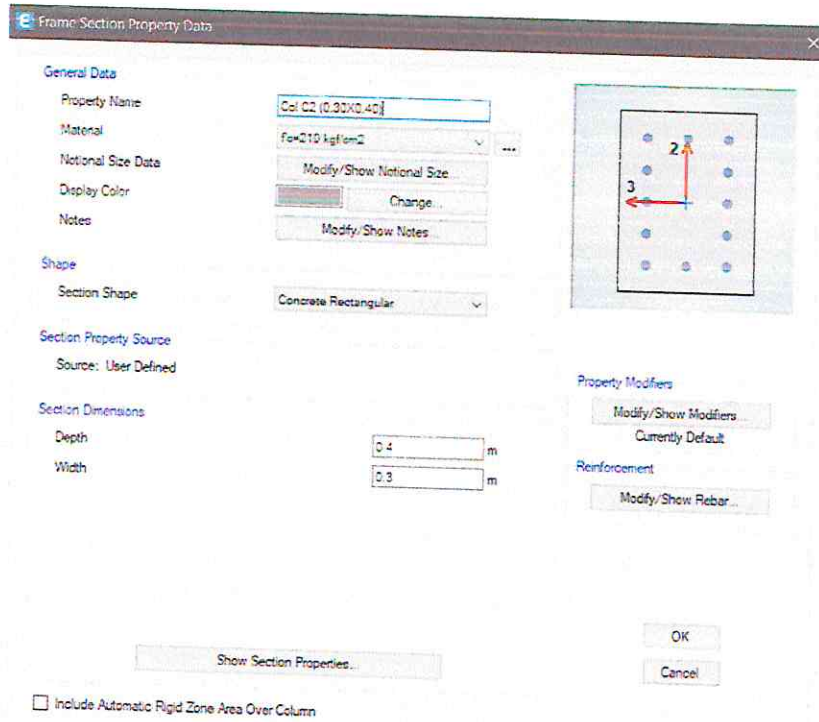 Frame Section Property Data
General Data
Property Name
Col C2 (0.30X0.40)
Material
f'c=210 kgf/cm2
...
Notional Size Data
Modify/Show Notional Size...
Display Color
Change...
Notes
Modify/Show Notes...
2
3
Shape
Section Shape
Concrete Rectangular
Section Property Source
Source: User Defined
Section Dimensions
Depth
0.4
m
Width
0.3
m
Property Modifiers
Modify/Show Modifiers...
Currently Default
Reinforcement
Modify/Show Rebar...
Show Section Properties...
OK
Cancel
Include Automatic Rigid Zone Area Over Column